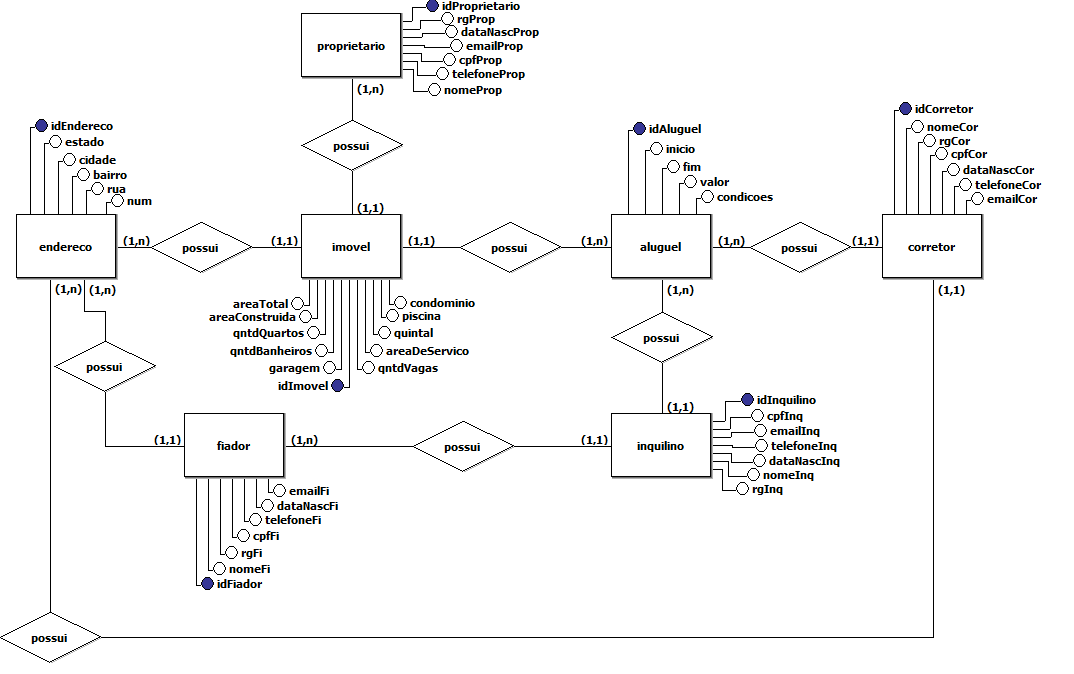 idProprietario
rgProp
dataNascProp
emailProp
cpfProp
telefoneProp
nomeProp
proprietario
(1,n)
possui
(1,1)
idEndereco
estado
cidade
bairro
rua
num
endereco
(1,n)
possui
(1,1)
imovel
(1,1)
possui
(1,n)
idAluguel
inicio
fim
valor
condicoes
aluguel
(1,n)
possui
(1,1)
idCorretor
nomeCor
rgCor
cpfCor
dataNascCor
telefoneCor
emailCor
corretor
(1,1)
(1,n)
(1,n)
areaTotal
areaConstruida
qntdQuartos
qntdBanheiros
garagem
idImovel
condominio
piscina
quintal
areaDeServico
qntdVagas
(1,n)
possui
(1,1)
possui
(1,1)
fiador
(1,n)
possui
(1,1)
inquilino
idInquilino
cpfInq
emailInq
telefoneInq
dataNascInq
nomeInq
rgInq
emailFi
dataNascFi
telefoneFi
cpfFi
rgFi
nomeFi
idFiador
possui